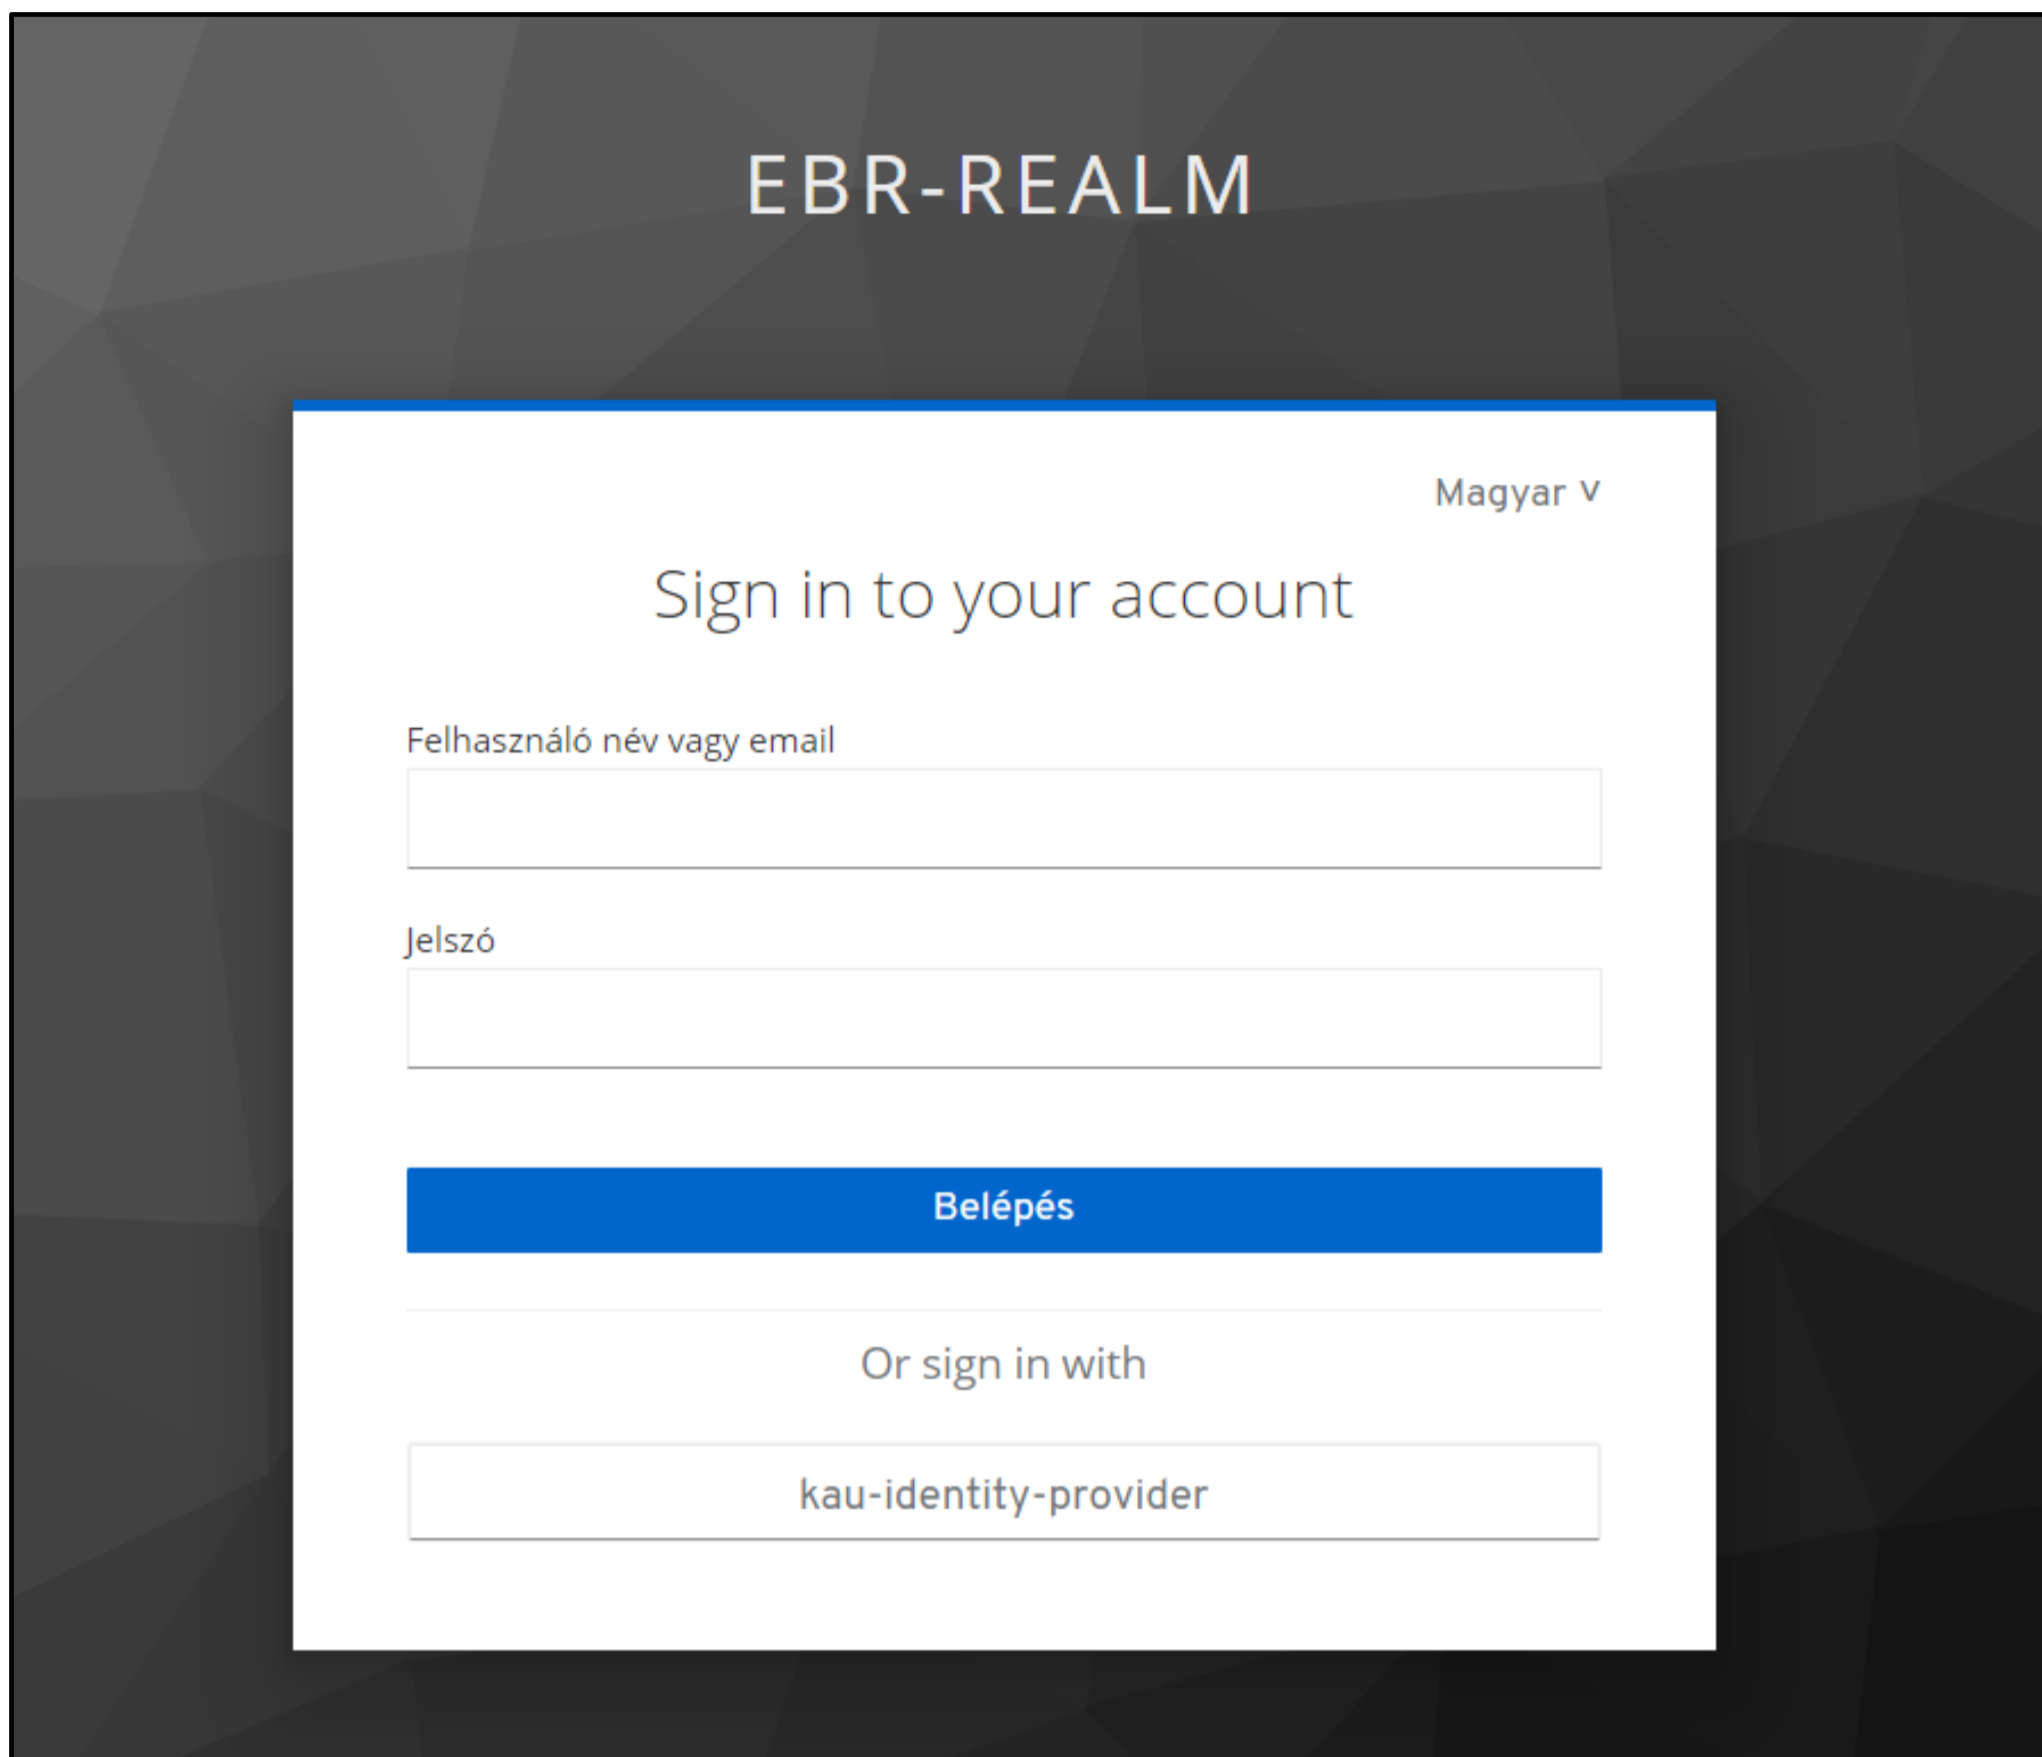 EBR-REALM
Magyar
Sign in to your account
Felhasználó név vagy email
Jelszó
Belépés
Or sign in with
kau-identity-provider